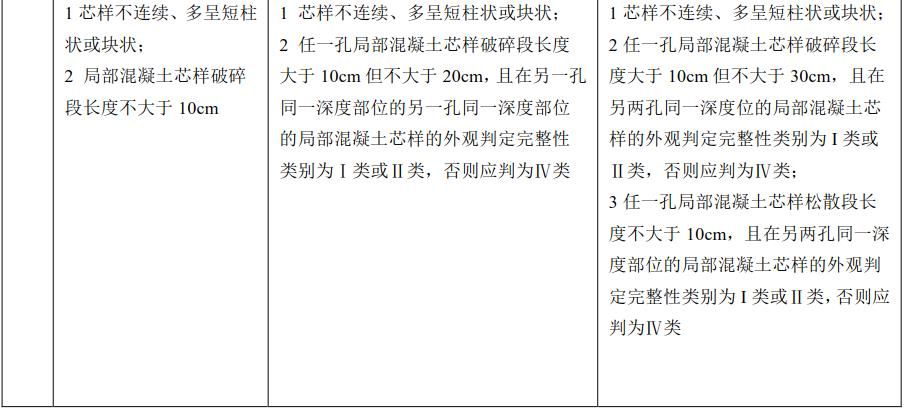 1 芯样不连续、多呈短柱
状或块状；
2 局部混凝土芯样破碎
段长度不大于 10cm
1 芯样不连续、多呈短柱状或块状；
2 任一孔局部混凝土芯样破碎段长度
大于 10cm 但不大于 20cm，且在另一孔
同一深度部位的另一孔同一深度部位
的局部混凝土芯样的外观判定完整性
类别为Ⅰ类或Ⅱ类，否则应判为Ⅳ类
1 芯样不连续、多呈短柱状或块状；
2 任一孔局部混凝土芯样破碎段长
度大于 10cm 但不大于 30cm，且在
另两孔同一深度位的局部混凝土芯
样的外观判定完整性类别为 I 类或
Ⅱ类，否则应判为Ⅳ类；
3 任一孔局部混凝土芯样松散段长
度不大于 10cm，且在另两孔同一深
度部位的局部混凝土芯样的外观判
定完整性类别为 I 类或Ⅱ类，否则应
判为Ⅳ类